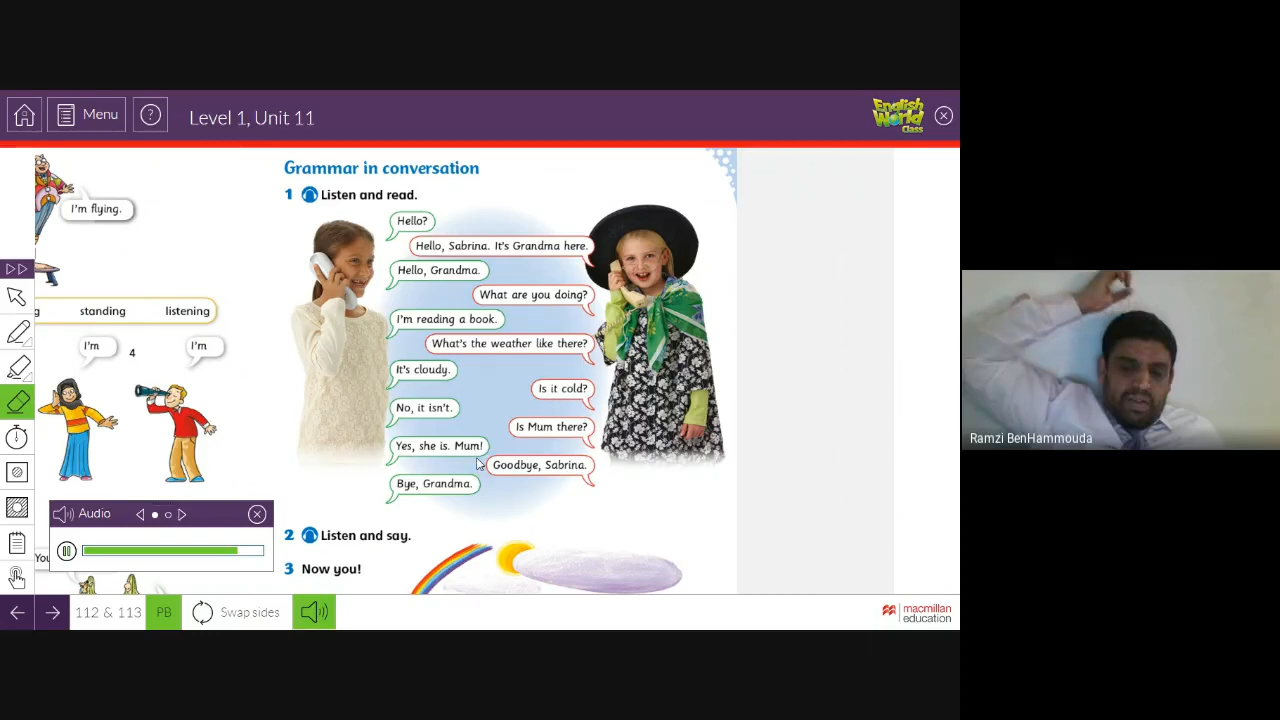 Menu
?
Level 1, Unit 11
English
World
Class
I'm flying.
standing
listening
I'm
4
I'm
Grammar in conversation
1 Listen and read.
Hello?
Hello, Sabrina. It's Grandma here.
Hello, Grandma.
What are you doing?
I'm reading a book.
What's the weather like there?
It's cloudy.
Is it cold?
No, it isn't.
Is Mum there?
Yes, she is. Mum!
Goodbye, Sabrina.
Bye, Grandma.
2 Listen and say.
3 Now you!
Audio
You
112 & 113
PB
Swap sides
macmillan
education
Ramzi BenHammouda